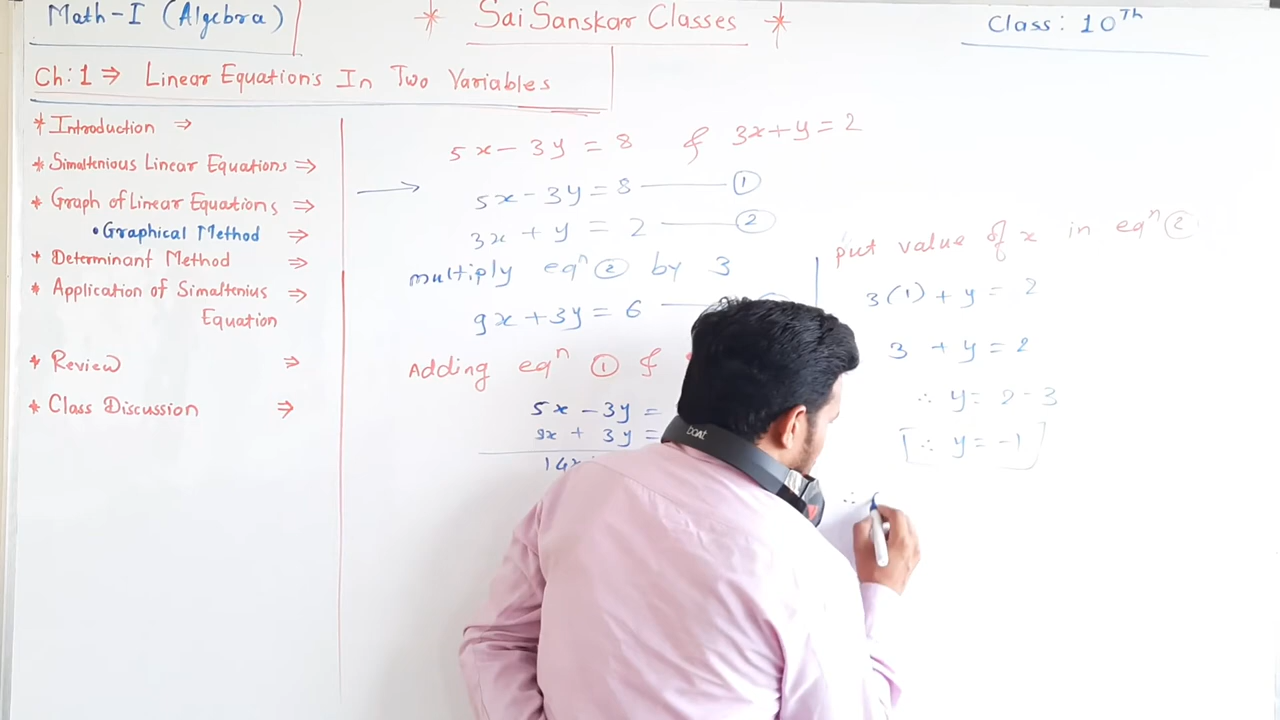 Math-I (Algebra)
* Sai Sanskar Classes *
Class: 10Th
Ch:1 ⇒ Linear Equations In Two Variables
* Introduction ⇒
* Simaltenious Linear Equations ⇒
* Graph of Linear Equations ⇒
• Graphical Method ⇒
+ Determinant Method ⇒
* Application of Simaltenius ⇒
Equation
* Review ⇒
* Class Discussion ⇒
5x - 3y = 8 & 3x + y = 2
→ 5x - 3y = 8 —— ①
3x + y = 2 —— ②
multiply eqⁿ ② by 3
9x + 3y = 6 ——
Adding eqⁿ ① &
5x - 3y =
9x + 3y =
14x
put value of x in eqⁿ ②
3(1) + y = 2
3 + y = 2
∴ y = 2 - 3
[∴ y = -1]
∴
boat